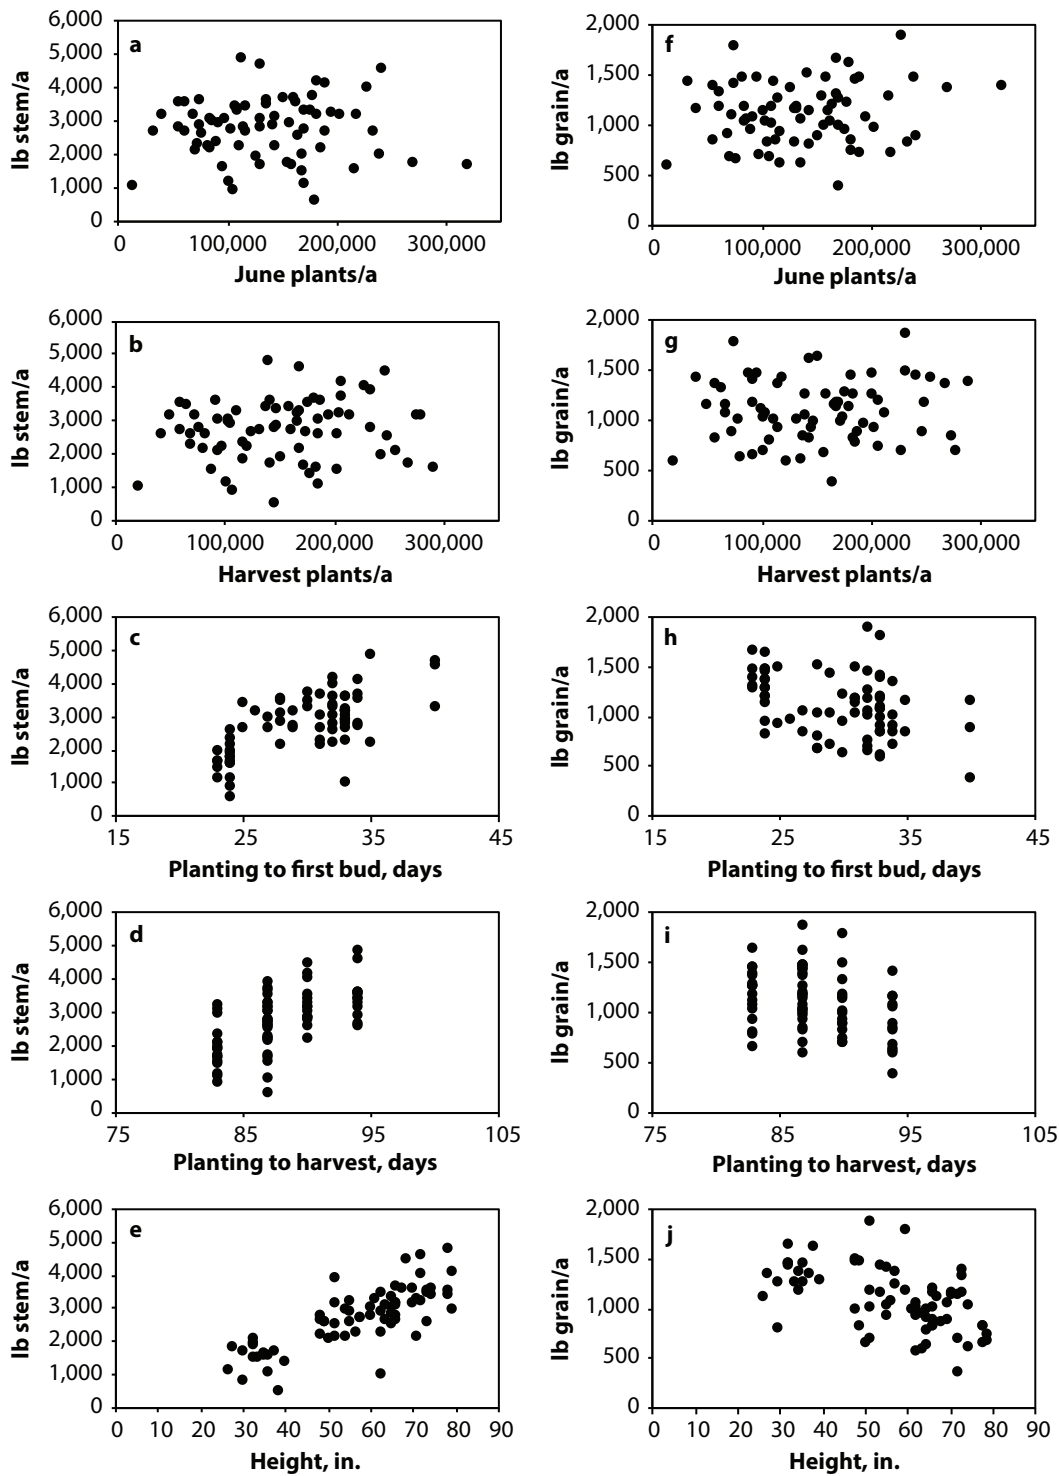 a
lb stem/a
6,000
5,000
4,000
3,000
2,000
1,000
0
0 100,000 200,000 300,000
June plants/a
f
lb grain/a
2,000
1,500
1,000
500
0
0 100,000 200,000 300,000
June plants/a
b
lb stem/a
6,000
5,000
4,000
3,000
2,000
1,000
0
0 100,000 200,000 300,000
Harvest plants/a
g
lb grain/a
2,000
1,500
1,000
500
0
0 100,000 200,000 300,000
Harvest plants/a
c
lb stem/a
6,000
5,000
4,000
3,000
2,000
1,000
0
15 25 35 45
Planting to first bud, days
h
lb grain/a
2,000
1,500
1,000
500
0
15 25 35 45
Planting to first bud, days
d
lb stem/a
6,000
5,000
4,000
3,000
2,000
1,000
0
75 85 95 105
Planting to harvest, days
i
lb grain/a
2,000
1,500
1,000
500
0
75 85 95 105
Planting to harvest, days
e
lb stem/a
6,000
5,000
4,000
3,000
2,000
1,000
0
0 10 20 30 40 50 60 70 80 90
Height, in.
j
lb grain/a
2,000
1,500
1,000
500
0
0 10 20 30 40 50 60 70 80 90
Height, in.